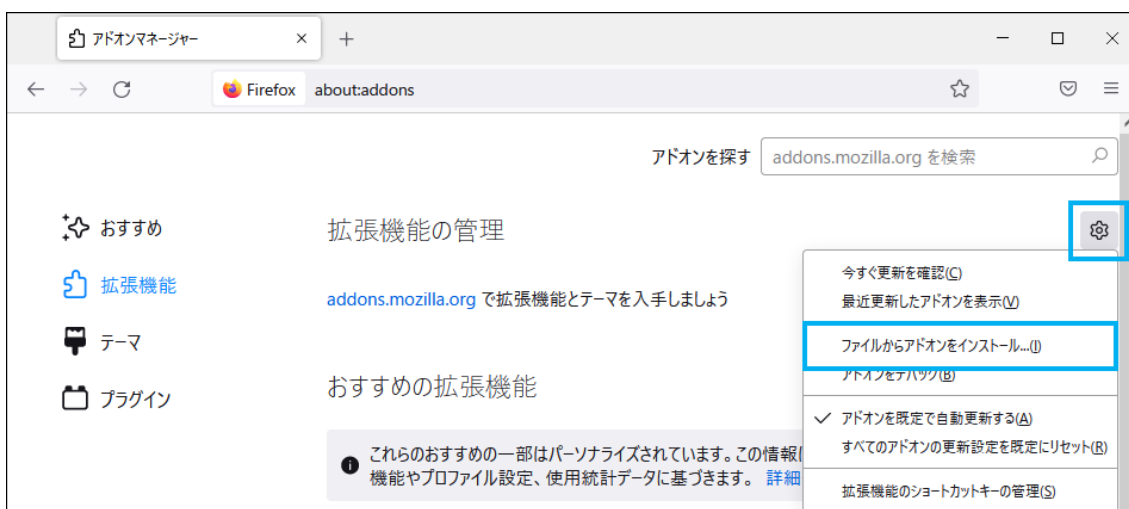 アドオンマネージャー
Firefox about:addons
アドオンを探す addons.mozilla.org を検索
おすすめ
拡張機能
テーマ
プラグイン
拡張機能の管理
addons.mozilla.org で拡張機能とテーマを入手しましょう
おすすめの拡張機能
これらのおすすめの一部はパーソナライズされています。この情報
機能やプロファイル設定、使用統計データに基づきます。 詳細
今すぐ更新を確認(C)
最近更新したアドオンを表示(V)
ファイルからアドオンをインストール...(I)
アドオンをデバッグ(B)
アドオンを既定で自動更新する(A)
すべてのアドオンの更新設定を既定にリセット(R)
拡張機能のショートカットキーの管理(S)